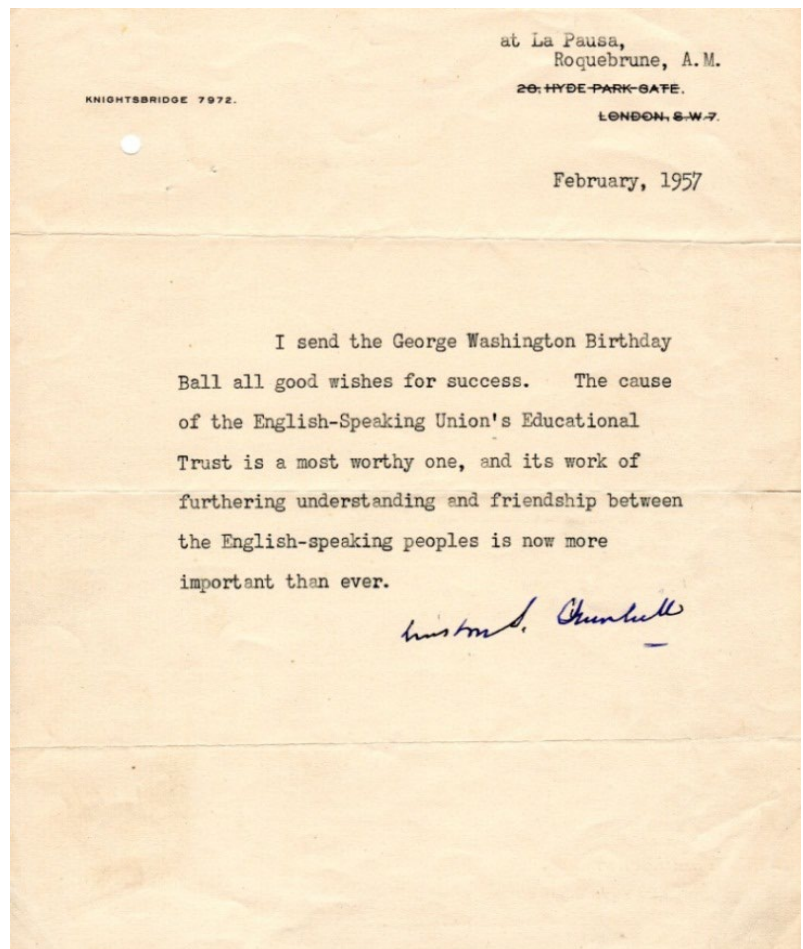 at La Pausa,
Roquebrune, A.M.
KNIGHTSBRIDGE 7972.
28, HYDE PARK GATE.
LONDON, S.W.7.
February, 1957
I send the George Washington Birthday
Ball all good wishes for success. The cause
of the English-Speaking Union's Educational
Trust is a most worthy one, and its work of
furthering understanding and friendship between
the English-speaking peoples is now more
important than ever.
Winston S. Churchill